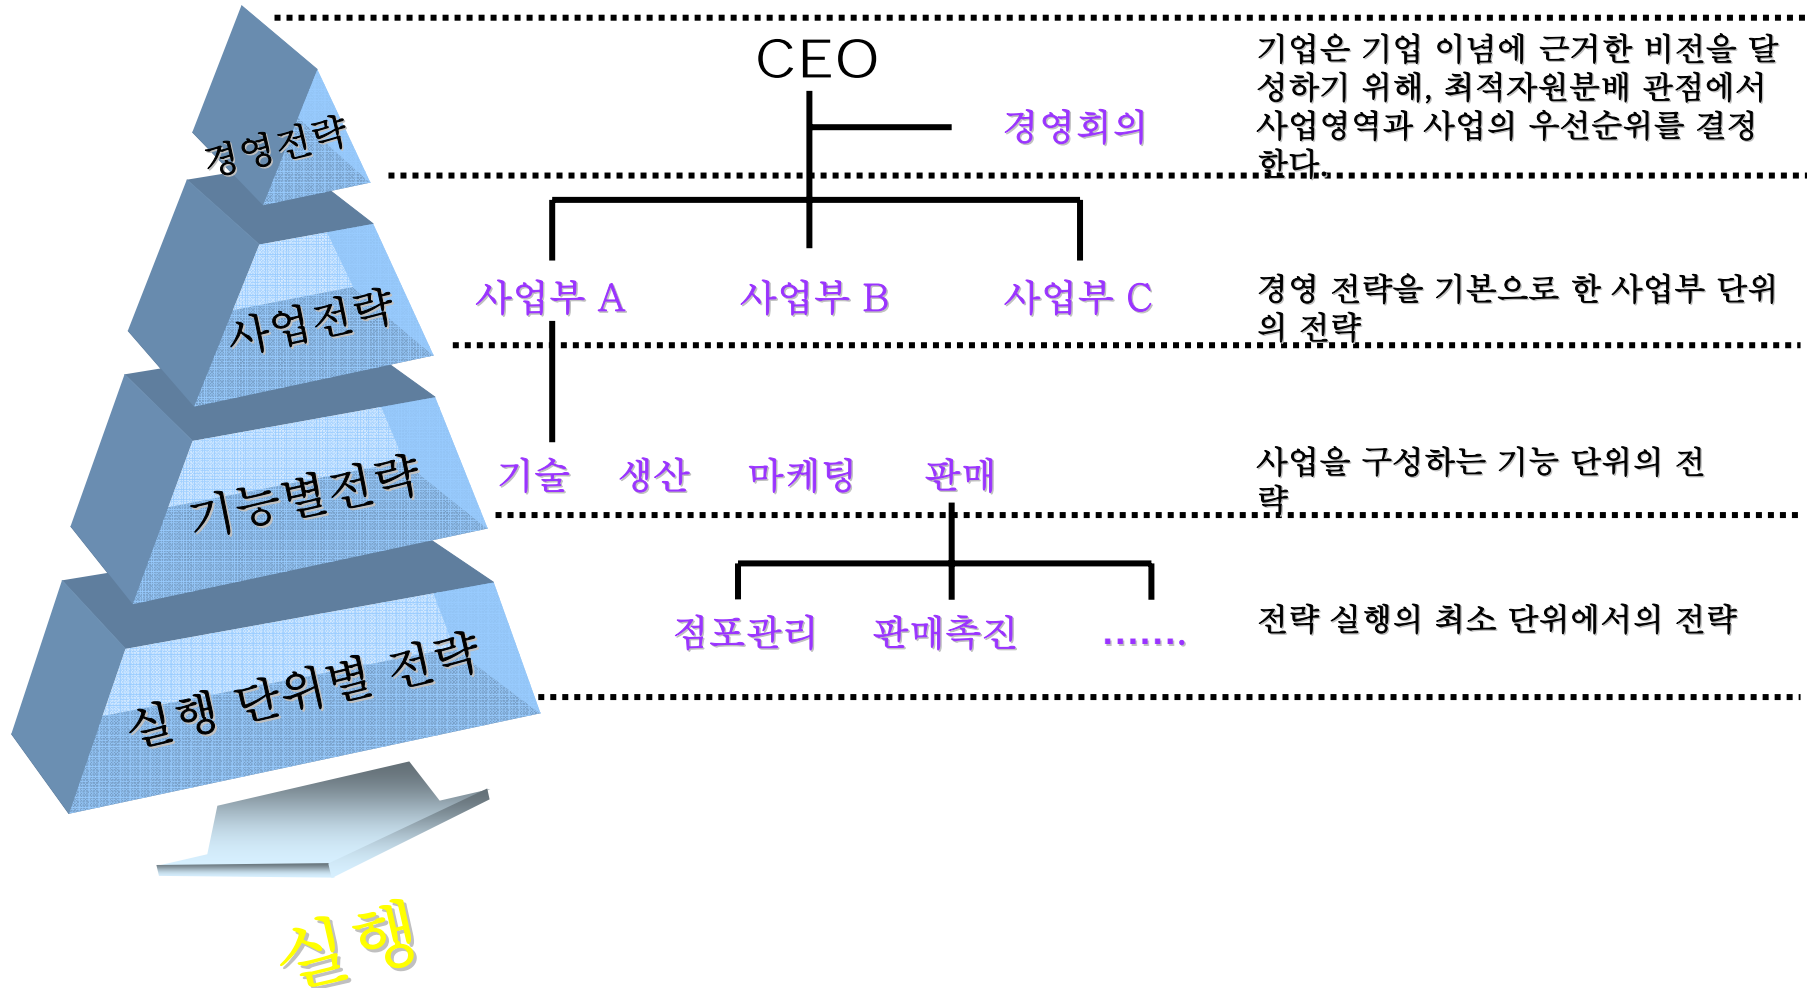 CEO
경영회의
기업은 기업 이념에 근거한 비전을 달
성하기 위해, 최적자원분배 관점에서
사업영역과 사업의 우선순위를 결정
한다.
경영전략
사업부 A
사업부 B
사업부 C
경영 전략을 기본으로 한 사업부 단위
의 전략
사업전략
기술
생산
마케팅
판매
사업을 구성하는 기능 단위의 전
략
기능별전략
점포관리
판매촉진
.......
전략 실행의 최소 단위에서의 전략
실행 단위별 전략
실행